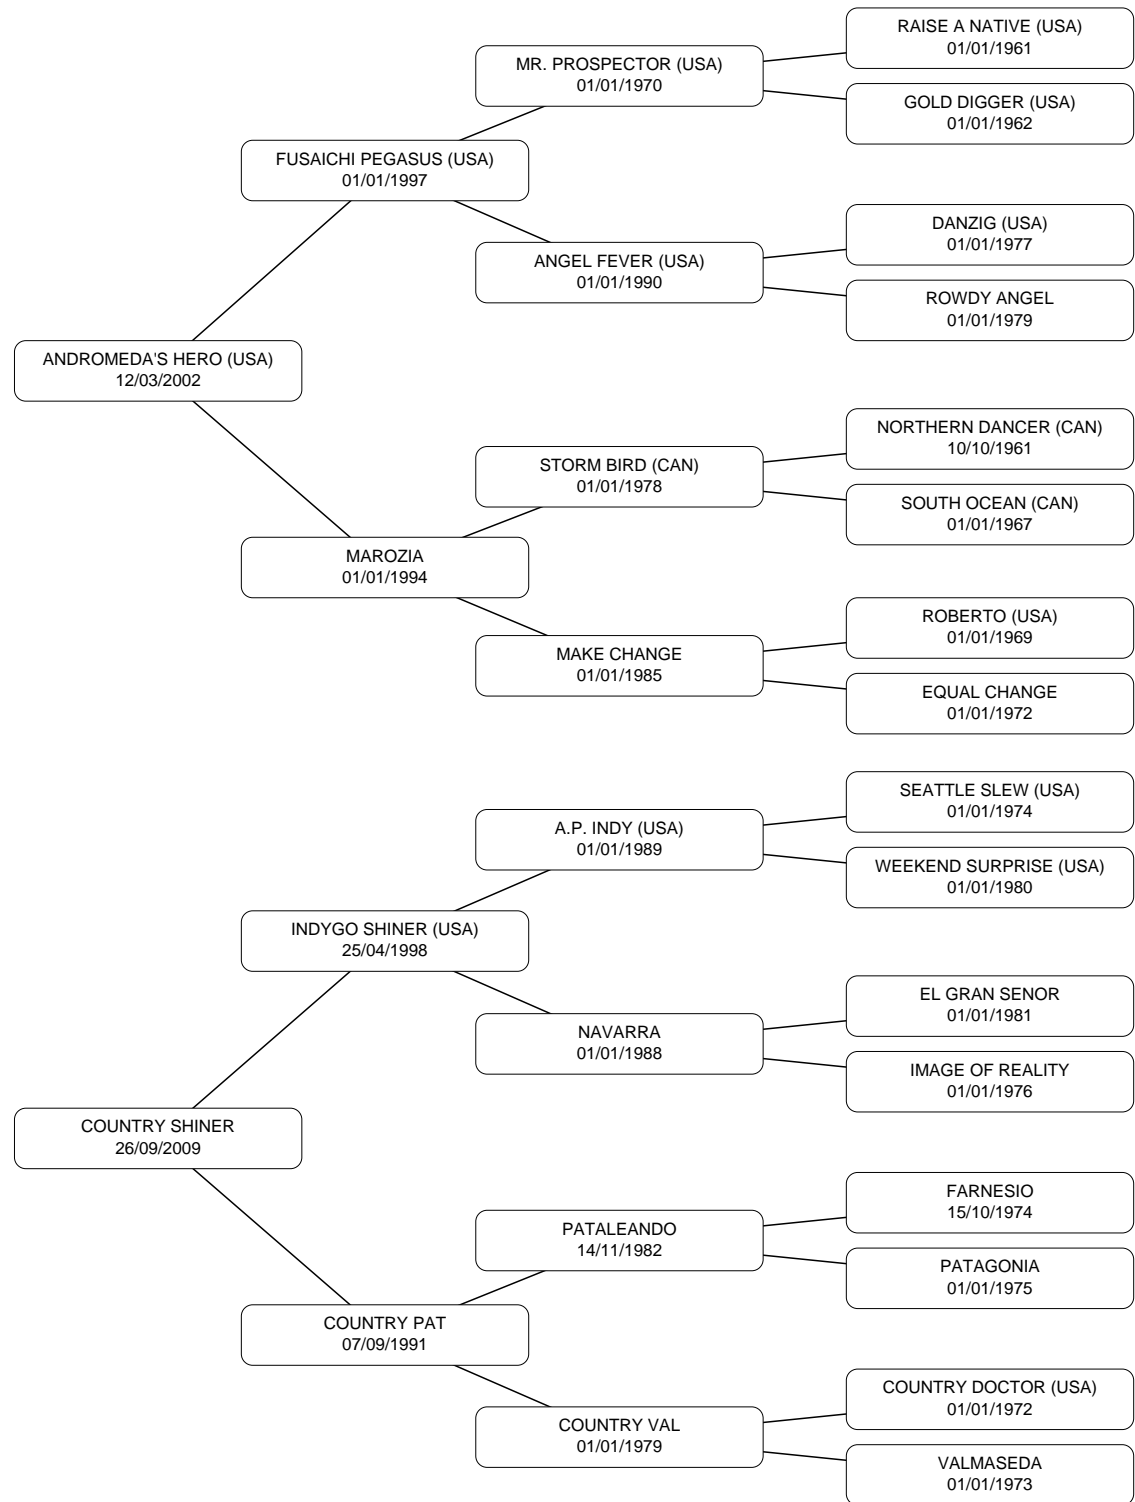 RAISE A NATIVE (USA)
01/01/1961
MR. PROSPECTOR (USA)
01/01/1970
GOLD DIGGER (USA)
01/01/1962
FUSAICHI PEGASUS (USA)
01/01/1997
DANZIG (USA)
01/01/1977
ANGEL FEVER (USA)
01/01/1990
ROWDY ANGEL
01/01/1979
ANDROMEDA'S HERO (USA)
12/03/2002
NORTHERN DANCER (CAN)
10/10/1961
STORM BIRD (CAN)
01/01/1978
SOUTH OCEAN (CAN)
01/01/1967
MAROZIA
01/01/1994
ROBERTO (USA)
01/01/1969
MAKE CHANGE
01/01/1985
EQUAL CHANGE
01/01/1972
SEATTLE SLEW (USA)
01/01/1974
A.P. INDY (USA)
01/01/1989
WEEKEND SURPRISE (USA)
01/01/1980
INDYGO SHINER (USA)
25/04/1998
EL GRAN SENOR
01/01/1981
NAVARRA
01/01/1988
IMAGE OF REALITY
01/01/1976
COUNTRY SHINER
26/09/2009
FARNESIO
15/10/1974
PATALEANDO
14/11/1982
PATAGONIA
01/01/1975
COUNTRY PAT
07/09/1991
COUNTRY DOCTOR (USA)
01/01/1972
COUNTRY VAL
01/01/1979
VALMASEDA
01/01/1973